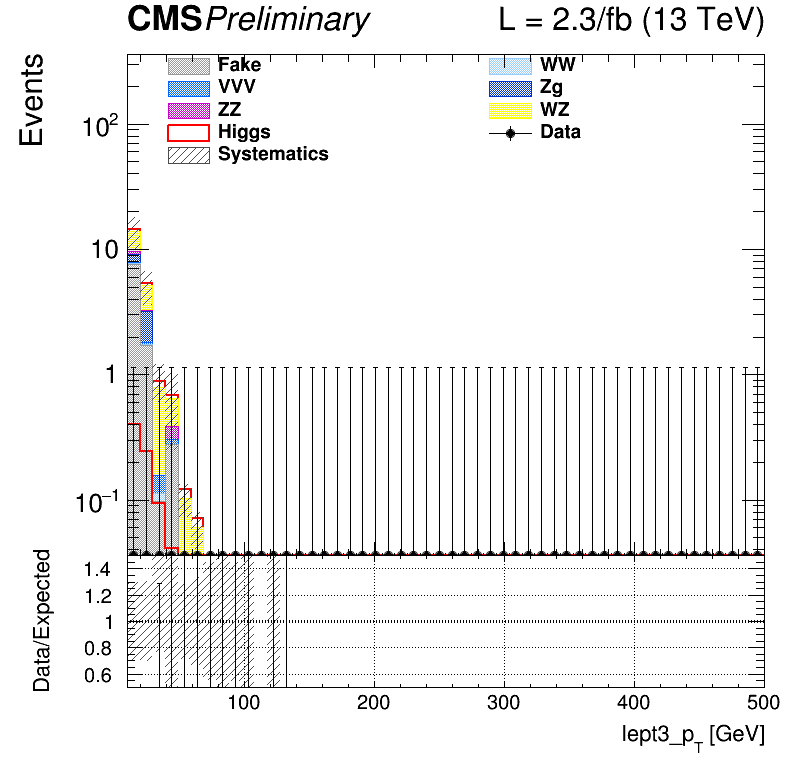 CMS Preliminary L = 2.3/fb (13 TeV)
Events
Fake WW
VVV Zg
ZZ WZ
Higgs Data
Systematics
10²
10
1
10⁻¹
Data/Expected
1.4
1.2
1
0.8
0.6
100 200 300 400 500
lept3_p_T [GeV]